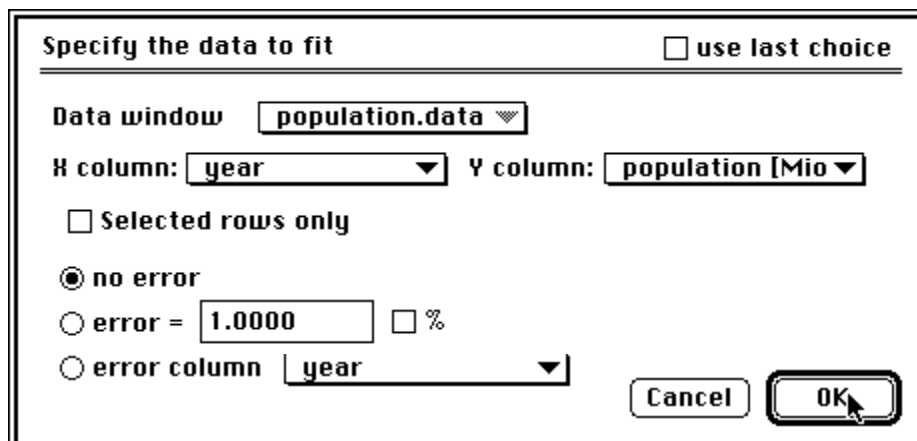 Specify the data to fit use last choice
Data window population.data
X column: year Y column: population [Mio
Selected rows only
no error
error = 1.0000 %
error column year
Cancel OK